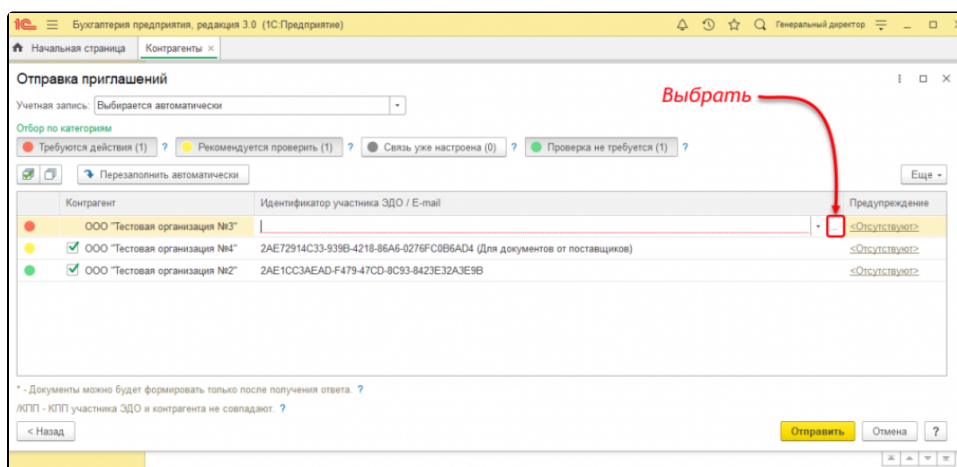 1С Бухгалтерия предприятия, редакция 3.0 (1С:Предприятие) Генеральный директор
Начальная страница Контрагенты ×
Отправка приглашений
Выбрать
Учетная запись: Выбирается автоматически
Отбор по категориям
Требуются действия (1) ? Рекомендуется проверить (1) ? Связь уже настроена (0) ? Проверка не требуется (1) ?
Перезаполнить автоматически Еще
Контрагент Идентификатор участника ЭДО / E-mail Предупреждение
ООО "Тестовая организация №3" ... <Отсутствуют>
ООО "Тестовая организация №4" 2AE72914C33-939B-4218-86A6-0276FC0B6AD4 (Для документов от поставщиков) <Отсутствуют>
ООО "Тестовая организация №2" 2AE1CC3AEAD-F479-47CD-8C93-8423E32A3E9B <Отсутствуют>
* - Документы можно будет формировать только после получения ответа. ?
/КПП - КПП участника ЭДО и контрагента не совпадают. ?
< Назад Отправить Отмена ?